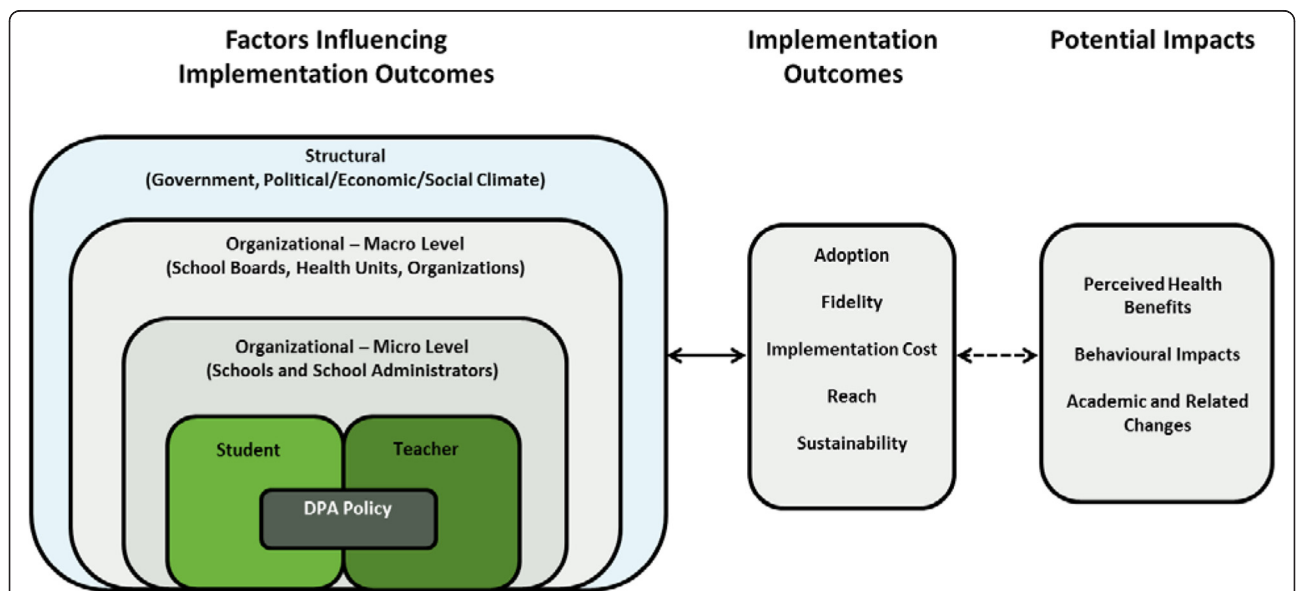 Factors Influencing
Implementation Outcomes
Implementation
Outcomes
Potential Impacts
Structural
(Government, Political/Economic/Social Climate)
Organizational – Macro Level
(School Boards, Health Units, Organizations)
Organizational – Micro Level
(Schools and School Administrators)
Student
Teacher
DPA Policy
Adoption
Fidelity
Implementation Cost
Reach
Sustainability
Perceived Health
Benefits
Behavioural Impacts
Academic and Related
Changes